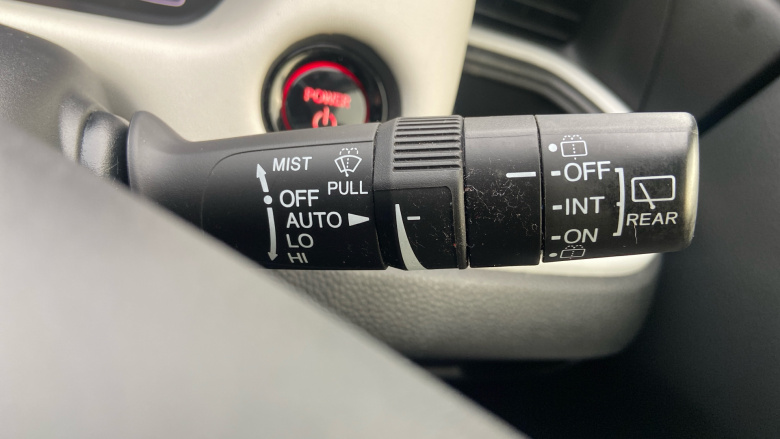 POWER
MIST
PULL
OFF
AUTO
LO
HI
OFF
INT
ON
REAR